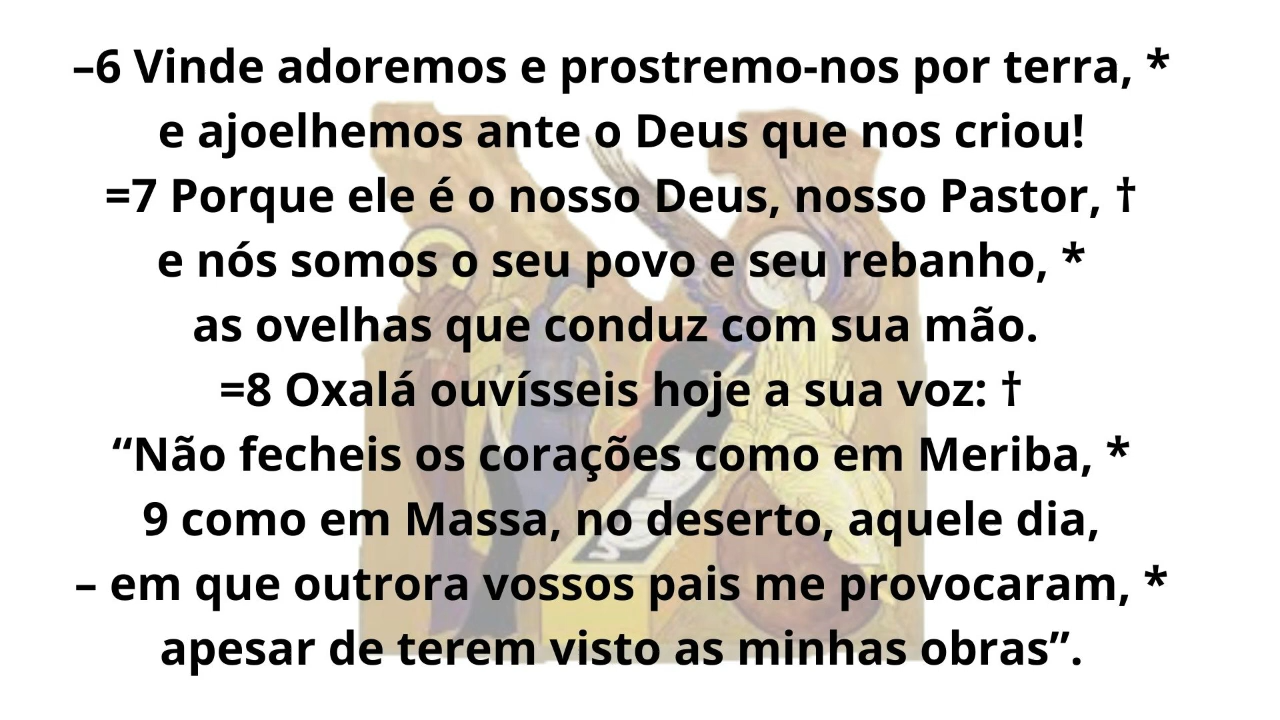 –6 Vinde adoremos e prostremo-nos por terra, *
e ajoelhemos ante o Deus que nos criou!
=7 Porque ele é o nosso Deus, nosso Pastor, †
e nós somos o seu povo e seu rebanho, *
as ovelhas que conduz com sua mão.
=8 Oxalá ouvísseis hoje a sua voz: †
“Não fecheis os corações como em Meriba, *
9 como em Massa, no deserto, aquele dia,
– em que outrora vossos pais me provocaram, *
apesar de terem visto as minhas obras”.